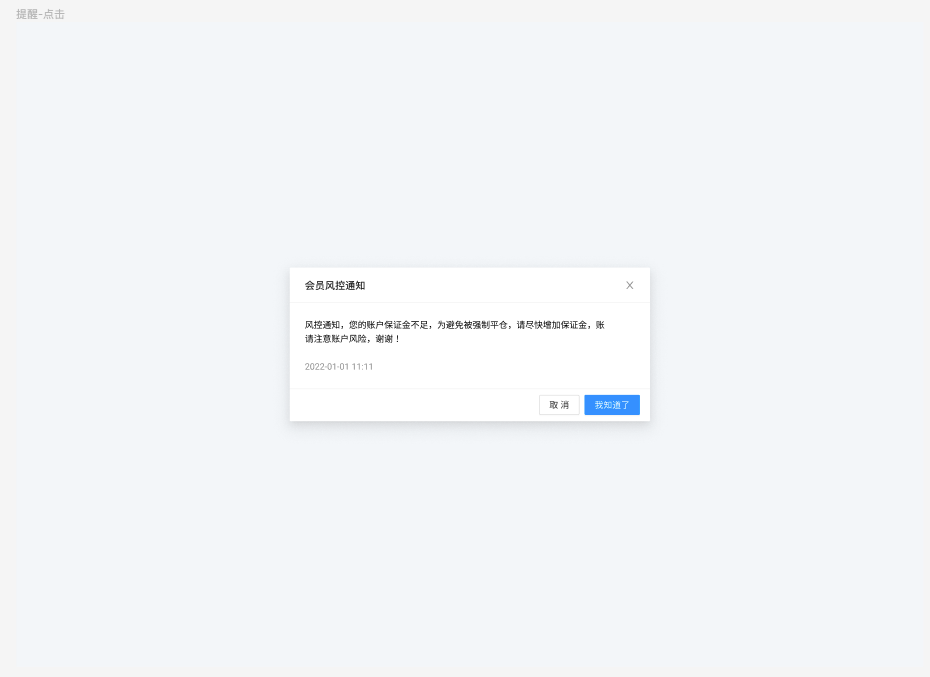 提醒-点击
会员风控通知
风控通知，您的账户保证金不足，为避免被强制平仓，请尽快增加保证金，账
请注意账户风险，谢谢！
2022-01-01 11:11
取 消
我知道了